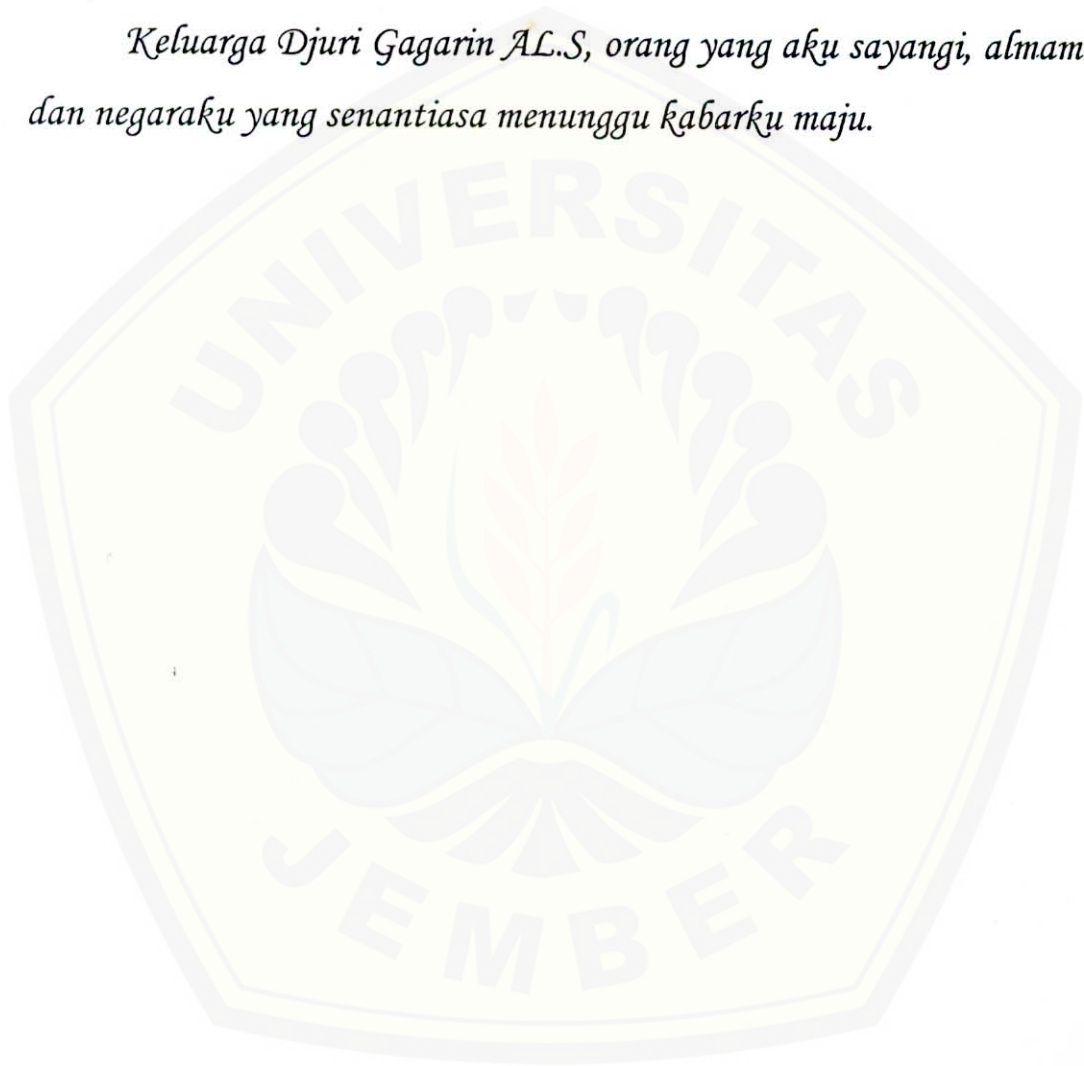 Keluarga Djuri Gagarin AL.S, orang yang aku sayangi, almam
dan negaraku yang senantiasa menunggu kabarku maju.
UNIVERSITAS
JEMBER